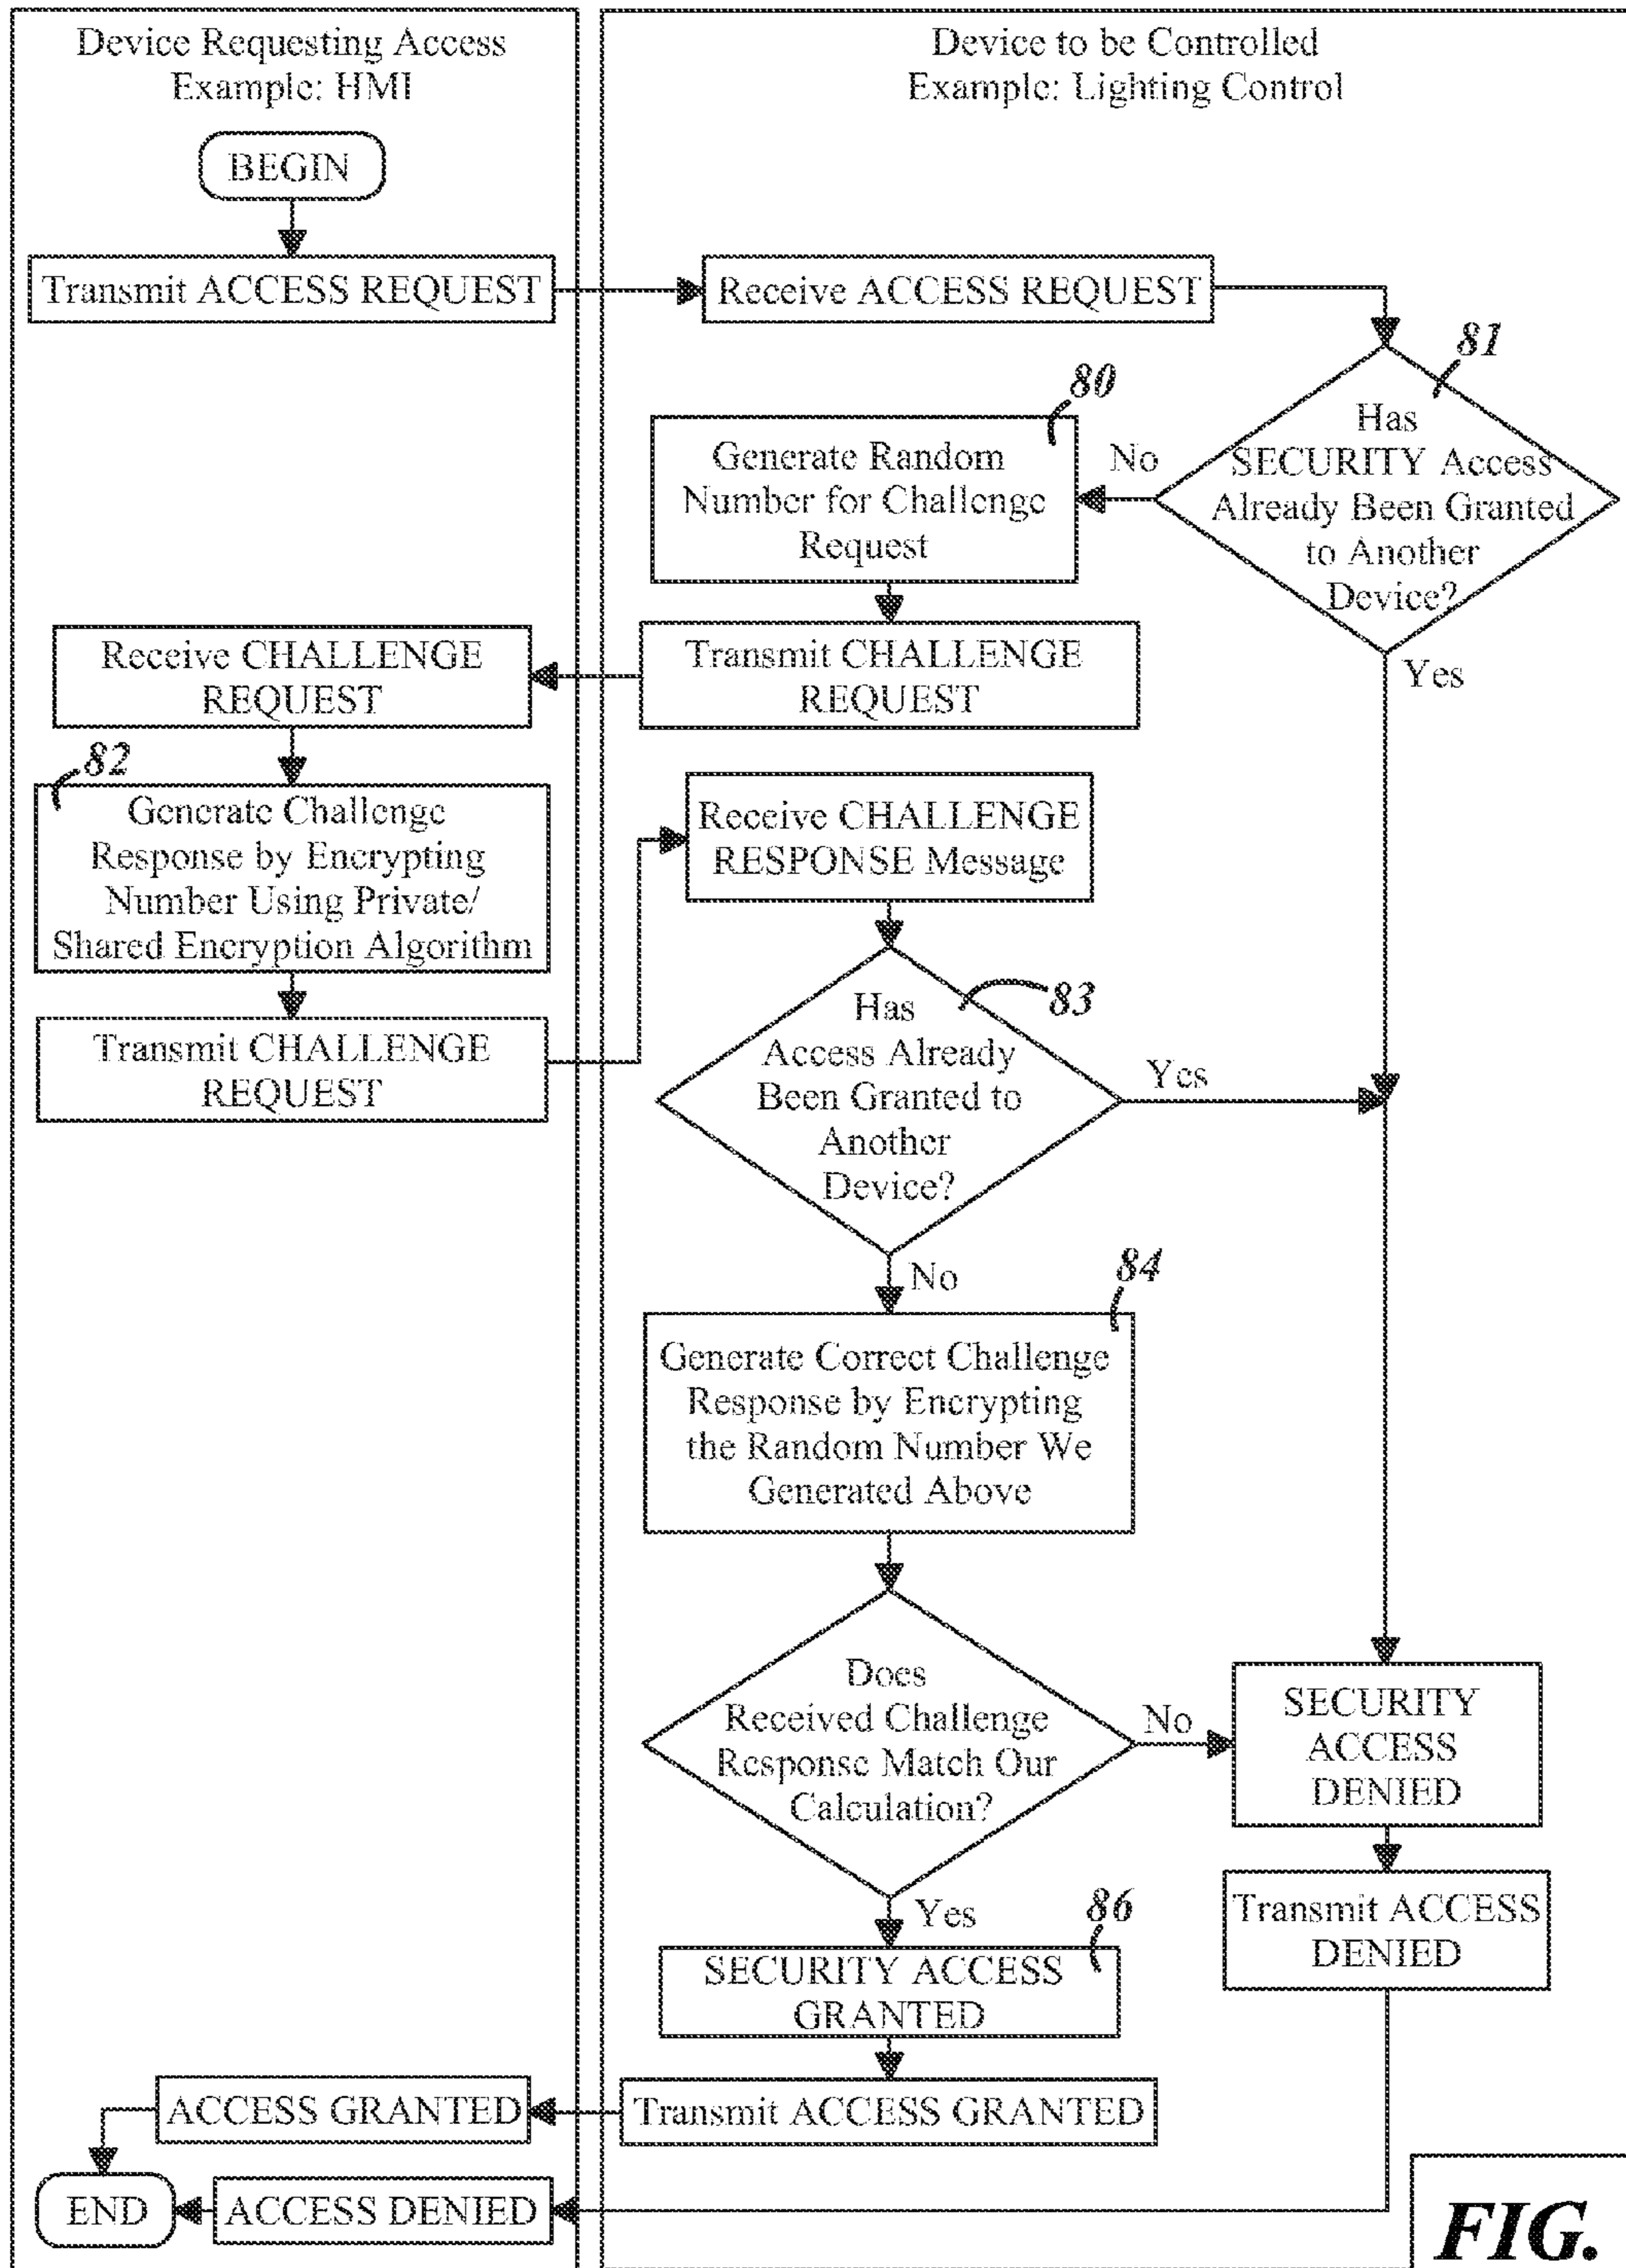 Device Requesting Access
Example: HMI
BEGIN
Transmit ACCESS REQUEST
Device to be Controlled
Example: Lighting Control
Receive ACCESS REQUEST
81
Has
SECURITY Access
Already Been Granted
to Another
Device?
No
Yes
80
Generate Random
Number for Challenge
Request
Transmit CHALLENGE
REQUEST
Receive CHALLENGE
REQUEST
82
Generate Challenge
Response by Encrypting
Number Using Private/
Shared Encryption Algorithm
Transmit CHALLENGE
REQUEST
Receive CHALLENGE
RESPONSE Message
83
Has
Access Already
Been Granted to
Another
Device?
Yes
No
84
Generate Correct Challenge
Response by Encrypting
the Random Number We
Generated Above
Does
Received Challenge
Response Match Our
Calculation?
No
Yes
SECURITY
ACCESS
DENIED
Transmit ACCESS
DENIED
86
SECURITY ACCESS
GRANTED
Transmit ACCESS GRANTED
ACCESS GRANTED
END
ACCESS DENIED
FIG.